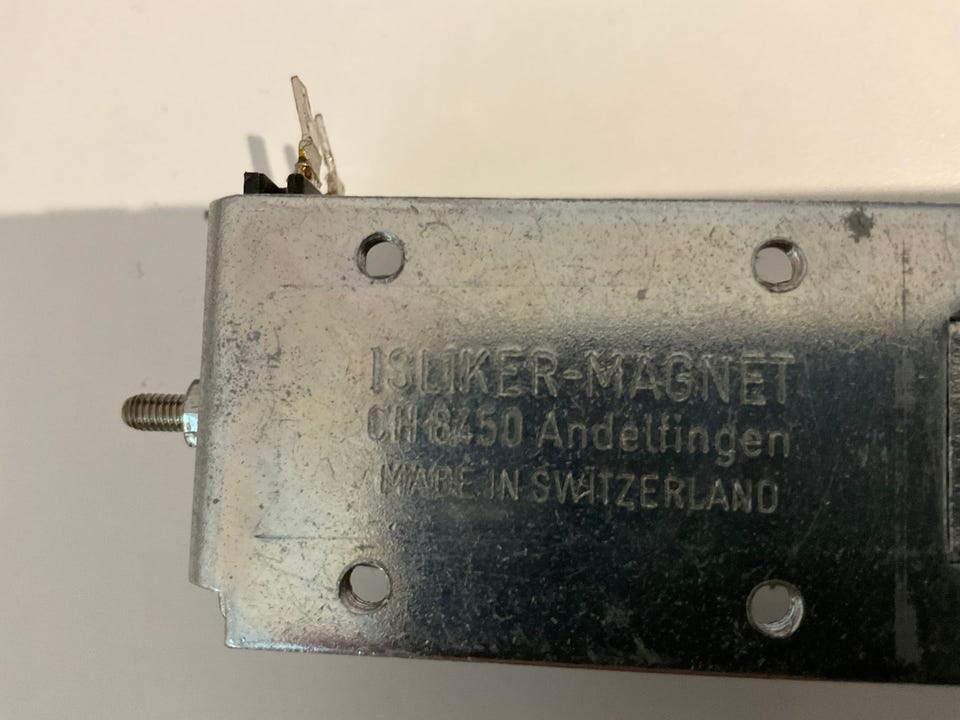 ISLIKER-MAGNET
CH-8450 Andelfingen
MADE IN SWITZERLAND